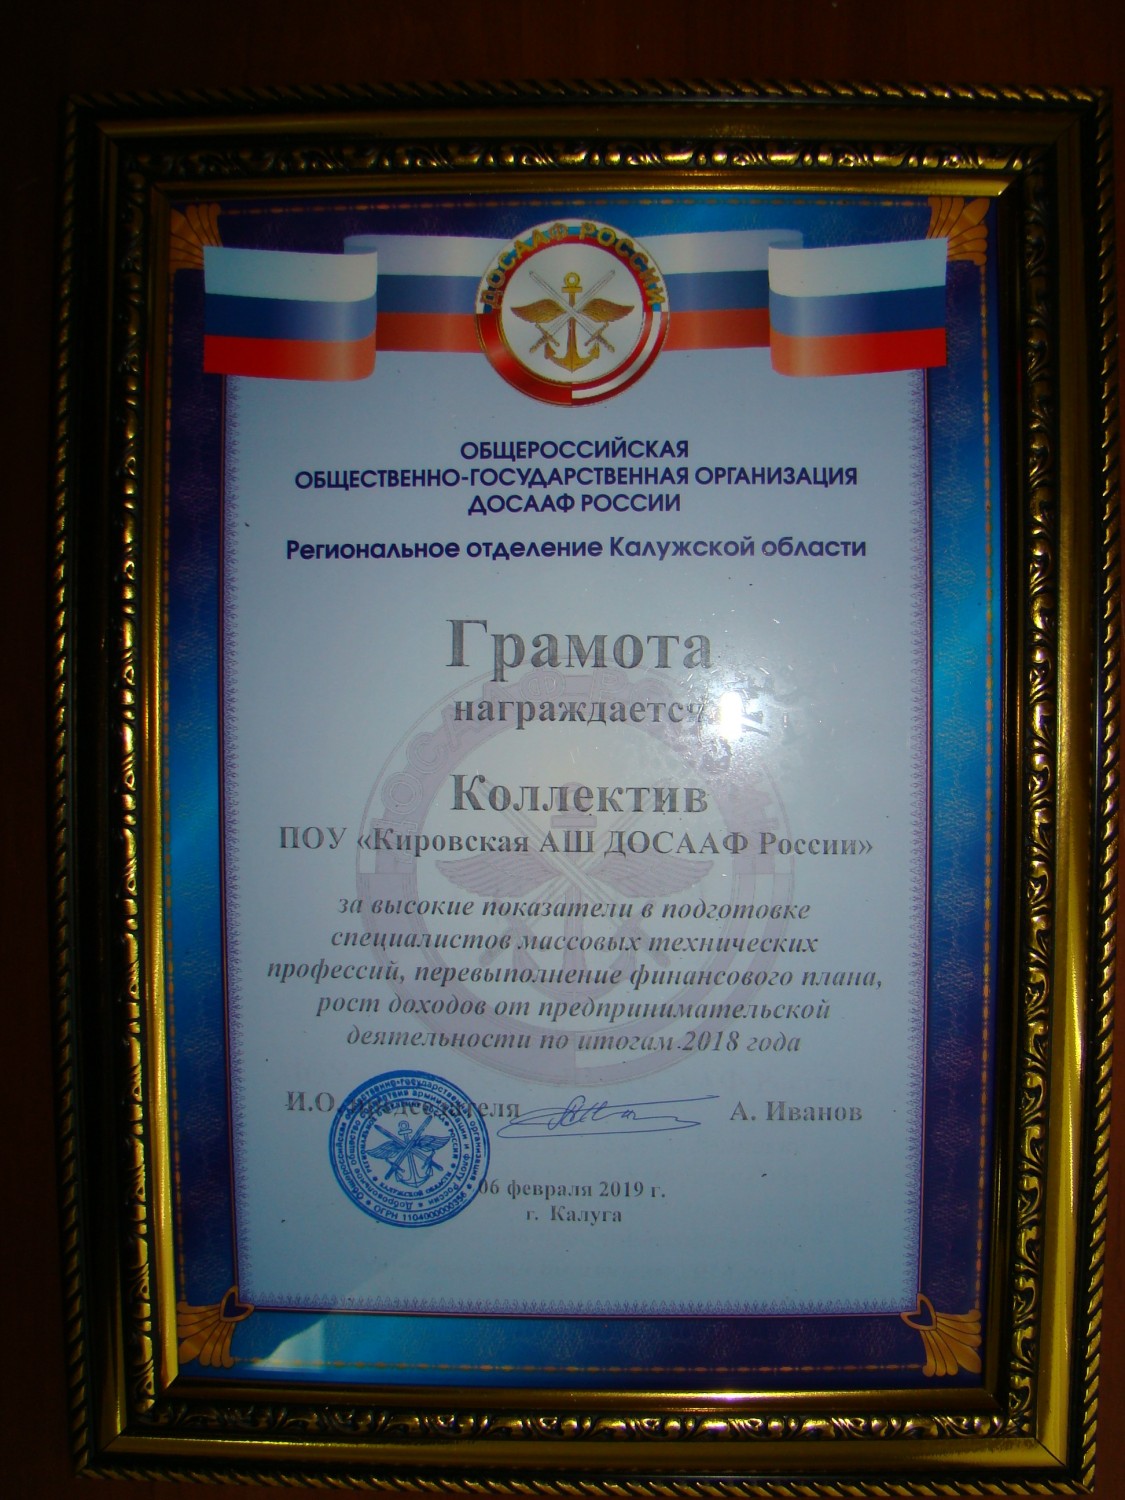 ДОСААФ РОССИИ
ОБЩЕРОССИЙСКАЯ
ОБЩЕСТВЕННО-ГОСУДАРСТВЕННАЯ ОРГАНИЗАЦИЯ
ДОСААФ РОССИИ
Региональное отделение Калужской области
Грамота
награждается
Коллектив
ПОУ «Кировская АШ ДОСААФ России»
за высокие показатели в подготовке
специалистов массовых технических
профессий, перевыполнение финансового плана,
рост доходов от предпринимательской
деятельности по итогам 2018 года
И.О. председателя А. Иванов
06 февраля 2019 г.
г. Калуга